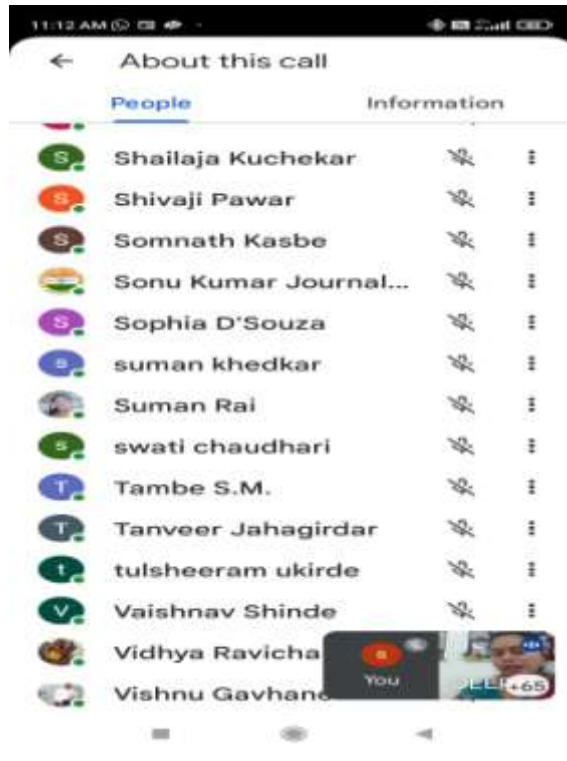 11:12 AM
About this call
People Information
S Shailaja Kuchekar
S Shivaji Pawar
S Somnath Kasbe
Sonu Kumar Journal...
S Sophia D'Souza
s suman khedkar
Suman Rai
s swati chaudhari
T Tambe S.M.
T Tanveer Jahagirdar
t tulsheeram ukirde
V Vaishnav Shinde
Vidhya Ravicha
Vishnu Gavhane
You
+65